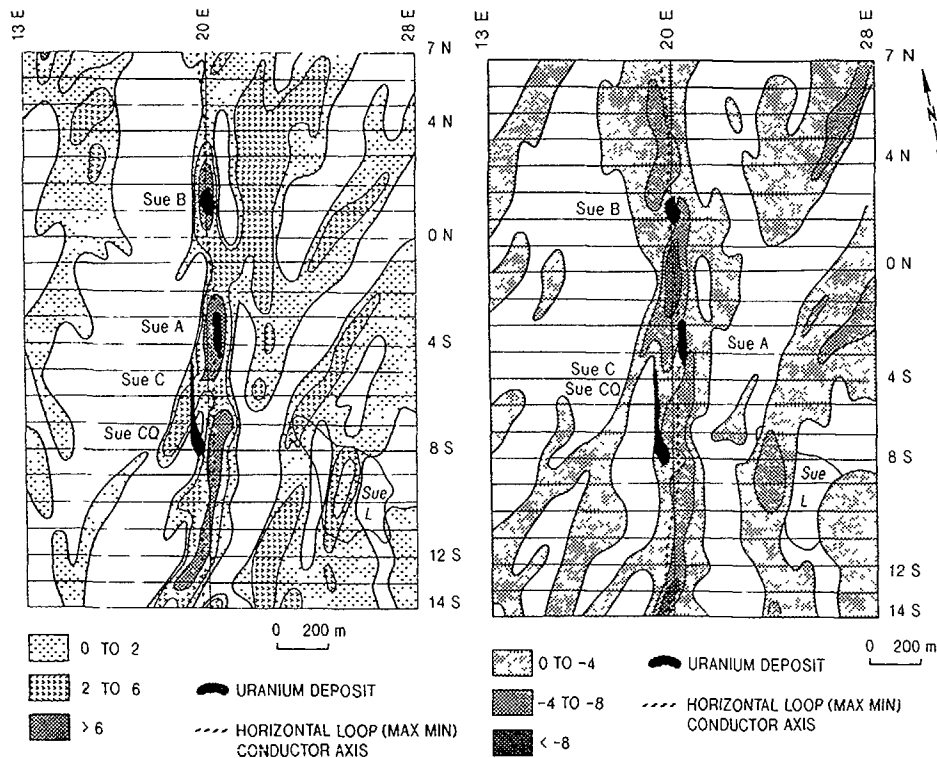 13 E
20 E
28 E
7 N
4 N
Sue B
0 N
Sue A
4 S
Sue C
Sue CQ
8 S
Sue L
12 S
14 S
0 200 m
0 TO 2
2 TO 6
> 6
URANIUM DEPOSIT
HORIZONTAL LOOP (MAX MIN)
CONDUCTOR AXIS
13 E
20 E
28 E
7 N
N
4 N
Sue B
0 N
Sue A
Sue C
4 S
Sue CQ
8 S
Sue L
12 S
14 S
0 200 m
0 TO -4
-4 TO -8
< -8
URANIUM DEPOSIT
HORIZONTAL LOOP (MAX MIN)
CONDUCTOR AXIS